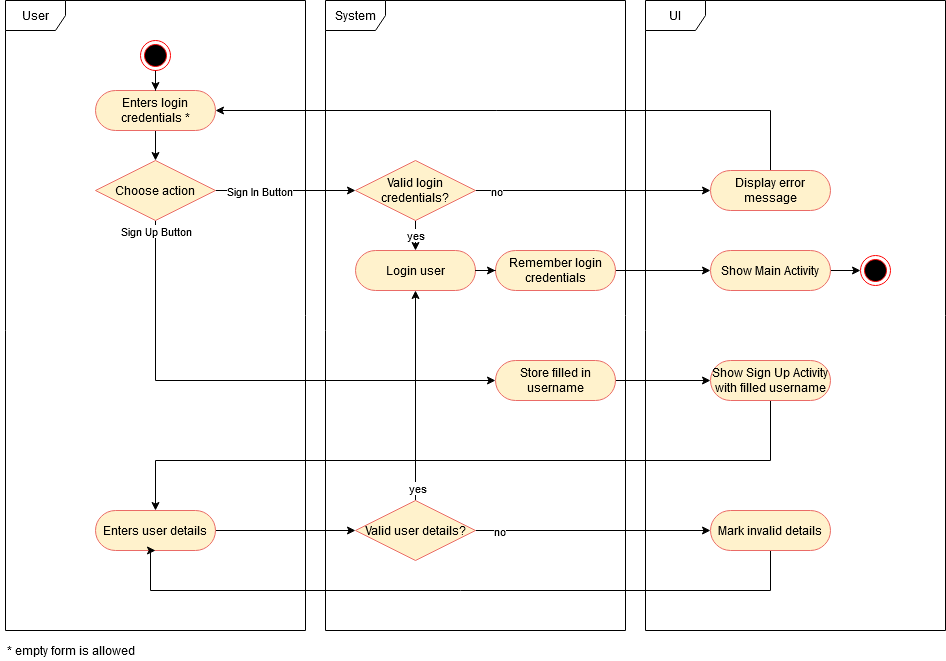 User
System
UI
Enters login
credentials *
Choose action
Sign In Button
Valid login
credentials?
no
Display error
message
Sign Up Button
yes
Login user
Remember login
credentials
Show Main Activity
Store filled in
username
Show Sign Up Activity
with filled username
yes
Enters user details
Valid user details?
no
Mark invalid details
* empty form is allowed